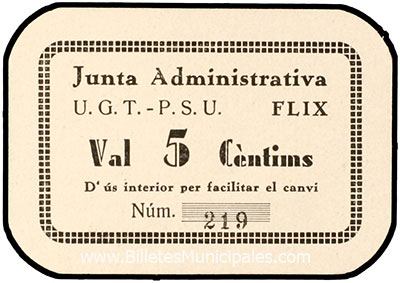 Junta Administrativa
U.G.T.-P.S.U. FLIX
Val 5 Cèntims
D'ús interior per facilitar el canvi
Núm. 219
www.BilletesMunicipales.com